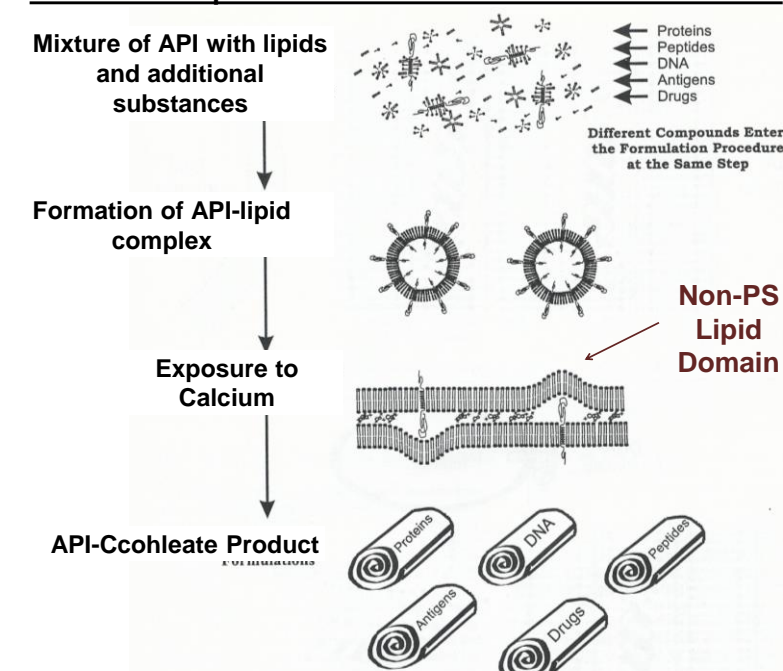 Mixture of API with lipids
and additional
substances
Proteins
Peptides
DNA
Antigens
Drugs
Different Compounds Enter
the Formulation Procedure
at the Same Step
Formation of API-lipid
complex
Non-PS
Lipid
Domain
Exposure to
Calcium
API-Ccohleate Product
Formulations
Proteins
DNA
Peptides
Antigens
Drugs